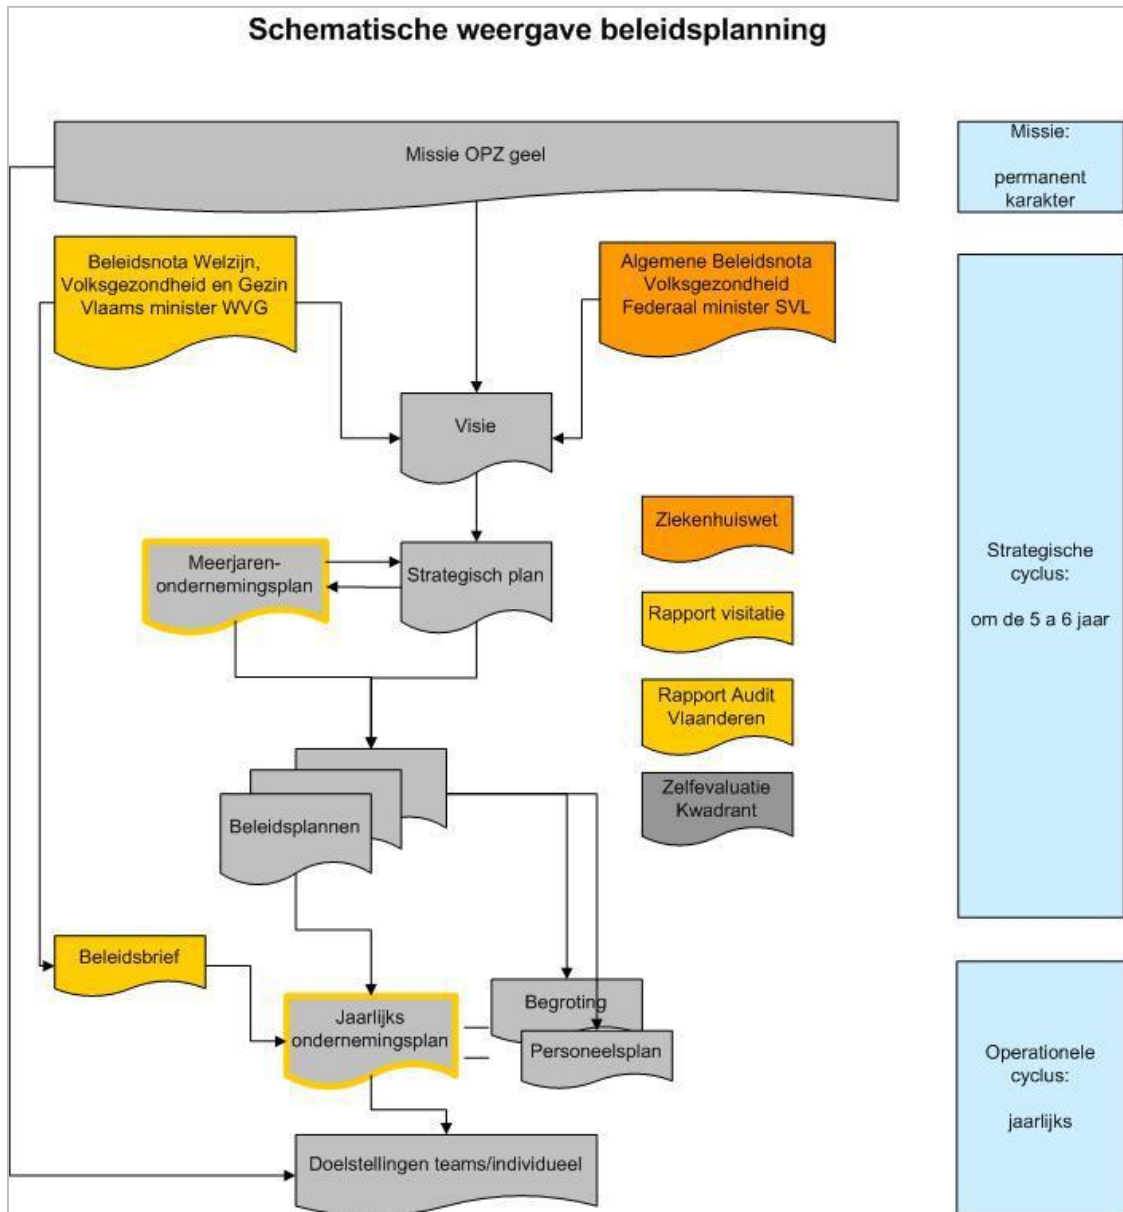 Schematische weergave beleidsplanning
Missie OPZ geel
Missie:
permanent
karakter
Beleidsnota Welzijn,
Volksgezondheid en Gezin
Vlaams minister WVG
Algemene Beleidsnota
Volksgezondheid
Federaal minister SVL
Visie
Ziekenhuiswet
Meerjaren-
ondernemingsplan
Strategisch plan
Rapport visitatie
Strategische
cyclus:
om de 5 a 6 jaar
Rapport Audit
Vlaanderen
Zelfevaluatie
Kwadrant
Beleidsplannen
Beleidsbrief
Jaarlijks
ondernemingsplan
Begroting
Personeelsplan
Operationele
cyclus:
jaarlijks
Doelstellingen teams/individueel